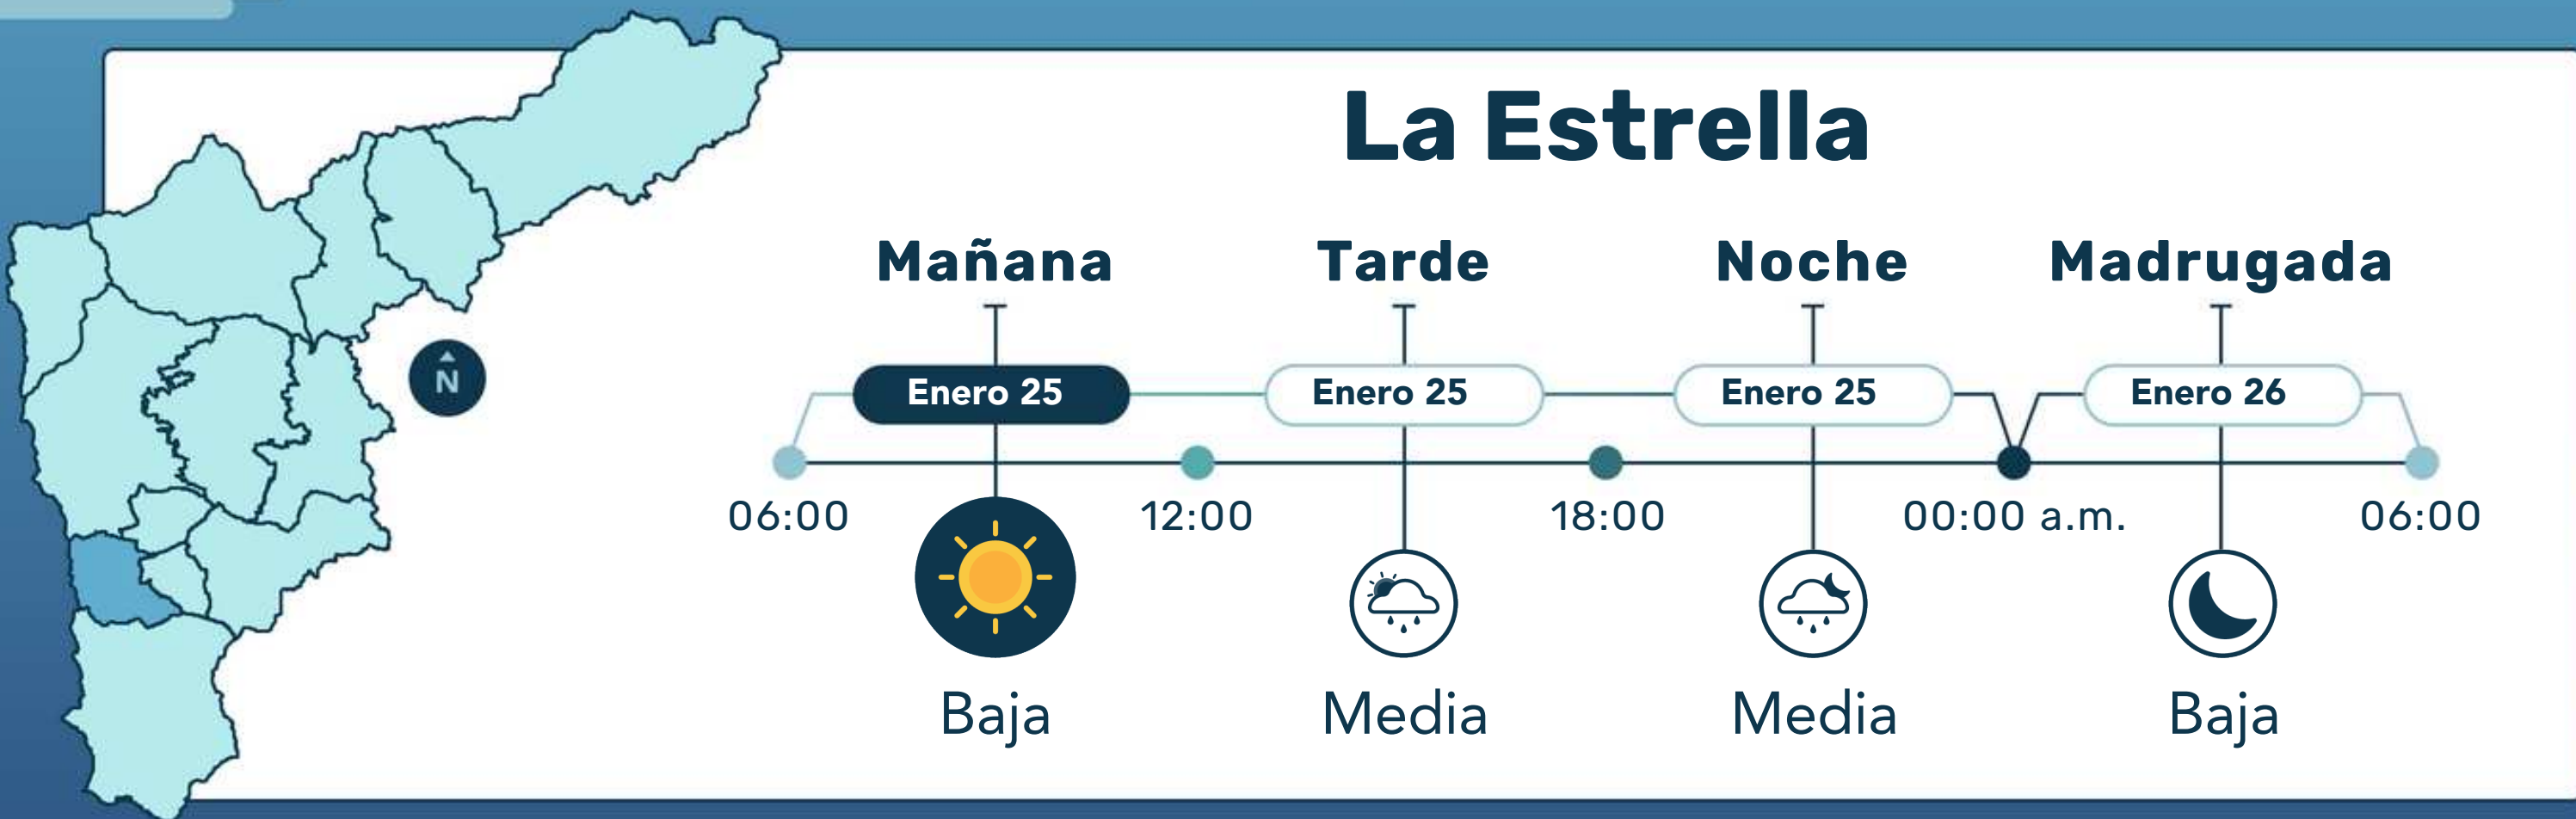 La Estrella
Mañana Tarde Noche Madrugada
Enero 25 Enero 25 Enero 25 Enero 26
N
06:00 12:00 18:00 00:00 a.m. 06:00
Baja Media Media Baja